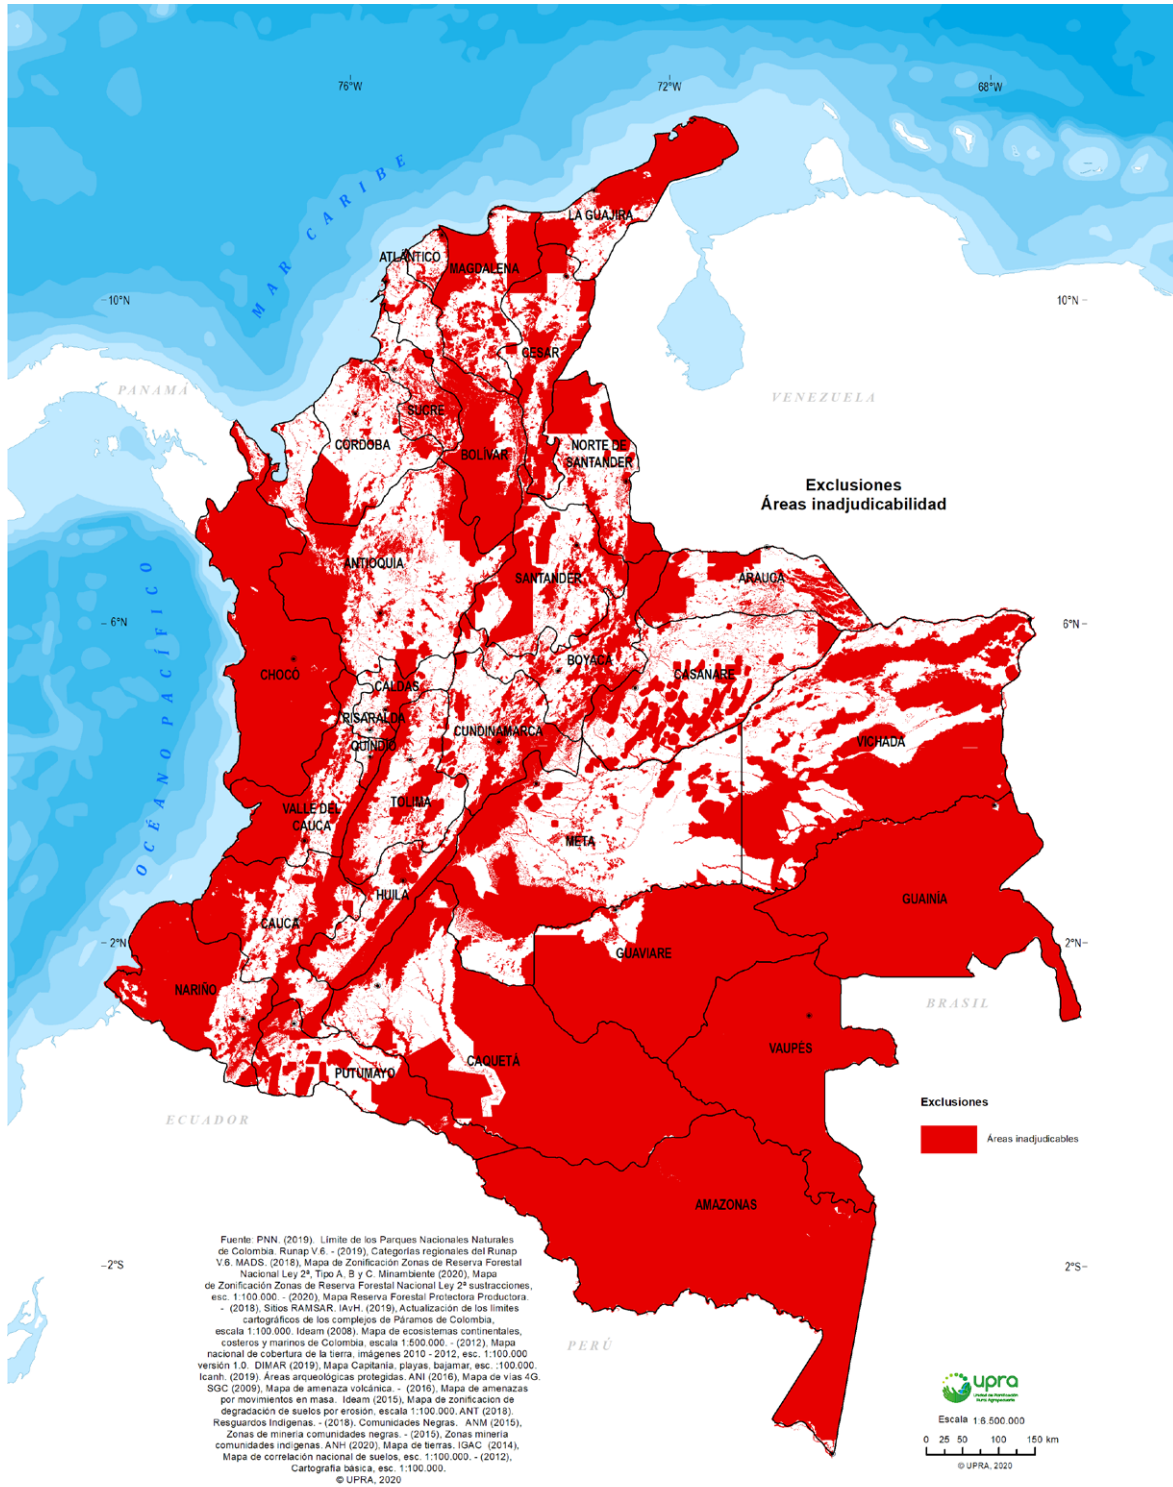 76°W
72°W
68°W
MAR CARIBE
LA GUAJIRA
ATLÁNTICO
MAGDALENA
10°N
10°N
CESAR
PANAMÁ
VENEZUELA
SUCRE
CÓRDOBA
NORTE DE
SANTANDER
BOLÍVAR
Exclusiones
Áreas inadjudicabilidad
ANTIOQUIA
SANTANDER
ARAUCA
OCÉANO PACÍFICO
6°N
6°N
BOYACÁ
CHOCÓ
CASANARE
CALDAS
RISARALDA
CUNDINAMARCA
QUINDÍO
VICHADA
VALLE DEL
CAUCA
TOLIMA
META
HUILA
GUAINÍA
CAUCA
2°N
2°N
GUAVIARE
NARIÑO
BRASIL
VAUPÉS
CAQUETÁ
PUTUMAYO
ECUADOR
Exclusiones
Áreas inadjudicables
AMAZONAS
2°S
2°S
PERÚ
Fuente: PNN. (2019). Límite de los Parques Nacionales Naturales
de Colombia. Runap V.6. - (2019), Categorías regionales del Runap
V.6. MADS. (2018), Mapa de Zonificación Zonas de Reserva Forestal
Nacional Ley 2ª, Tipo A, B y C. Minambiente (2020), Mapa
de Zonificación Zonas de Reserva Forestal Nacional Ley 2ª sustracciones,
esc. 1:100.000. - (2020), Mapa Reserva Forestal Protectora Productora.
- (2018), Sitios RAMSAR. IAvH. (2019), Actualización de los límites
cartográficos de los complejos de Páramos de Colombia,
escala 1:100.000. Ideam (2008). Mapa de ecosistemas continentales,
costeros y marinos de Colombia, escala 1:500.000. - (2012), Mapa
nacional de cobertura de la tierra, imágenes 2010 - 2012, esc. 1:100.000
versión 1.0. DIMAR (2019), Mapa Capitanía, playas, bajamar, esc. :100.000.
Icanh. (2019). Áreas arqueológicas protegidas. ANI (2016), Mapa de vías 4G.
SGC (2009), Mapa de amenaza volcánica. - (2016), Mapa de amenazas
por movimientos en masa. Ideam (2015), Mapa de zonificacion de
degradación de suelos por erosión, escala 1:100.000. ANT (2018).
Resguardos Indígenas. - (2018). Comunidades Negras. ANM (2015),
Zonas de minería comunidades negras. - (2015), Zonas minería
comunidades indígenas. ANH (2020), Mapa de tierras. IGAC (2014),
Mapa de correlación nacional de suelos, esc. 1:100.000. - (2012),
Cartografía básica, esc. 1:100.000.
© UPRA, 2020
upra
Unidad de Planificación
Rural Agropecuaria
Escala 1:6.500.000
0 25 50 100 150 km
© UPRA, 2020